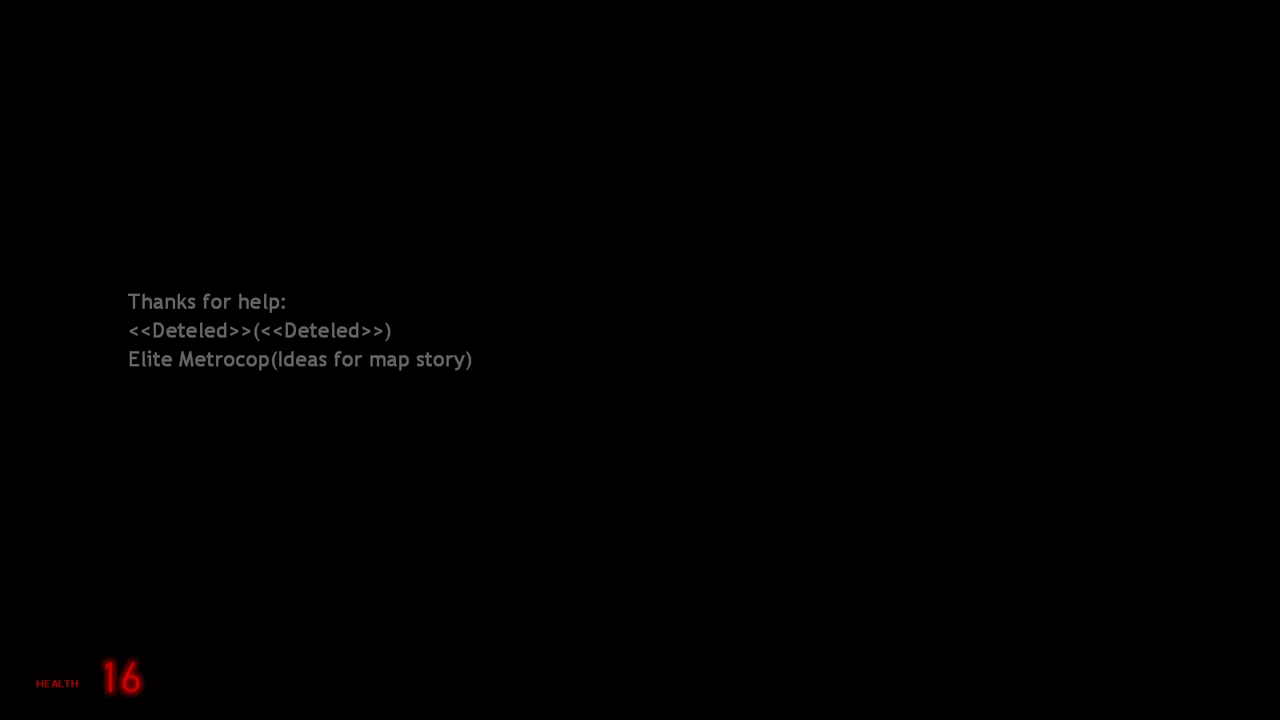 Thanks for help:
<<Deteled>>(<<Deteled>>)
Elite Metrocop(Ideas for map story)
HEALTH 16